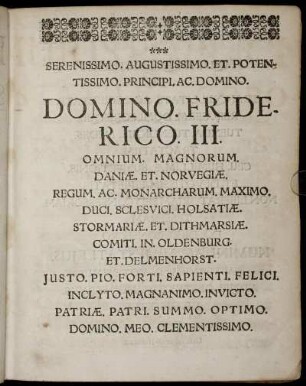 ***
SERENISSIMO. AUGUSTISSIMO. ET. POTEN-
TISSIMO. PRINCIPI. AC. DOMINO.
DOMINO. FRIDE-
RICO. III.
OMNIUM. MAGNORUM.
DANIÆ. ET. NORVEGIÆ.
REGUM. AC. MONARCHARUM. MAXIMO.
DUCI. SCLESVICI. HOLSATIÆ.
STORMARIÆ. ET. DITHMARSIÆ.
COMITI. IN. OLDENBURG.
ET. DELMENHORST.
JUSTO. PIO. FORTI. SAPIENTI. FELICI.
INCLYTO. MAGNANIMO. INVICTO.
PATRIÆ. PATRI. SUMMO. OPTIMO.
DOMINO. MEO. CLEMENTISSIMO.